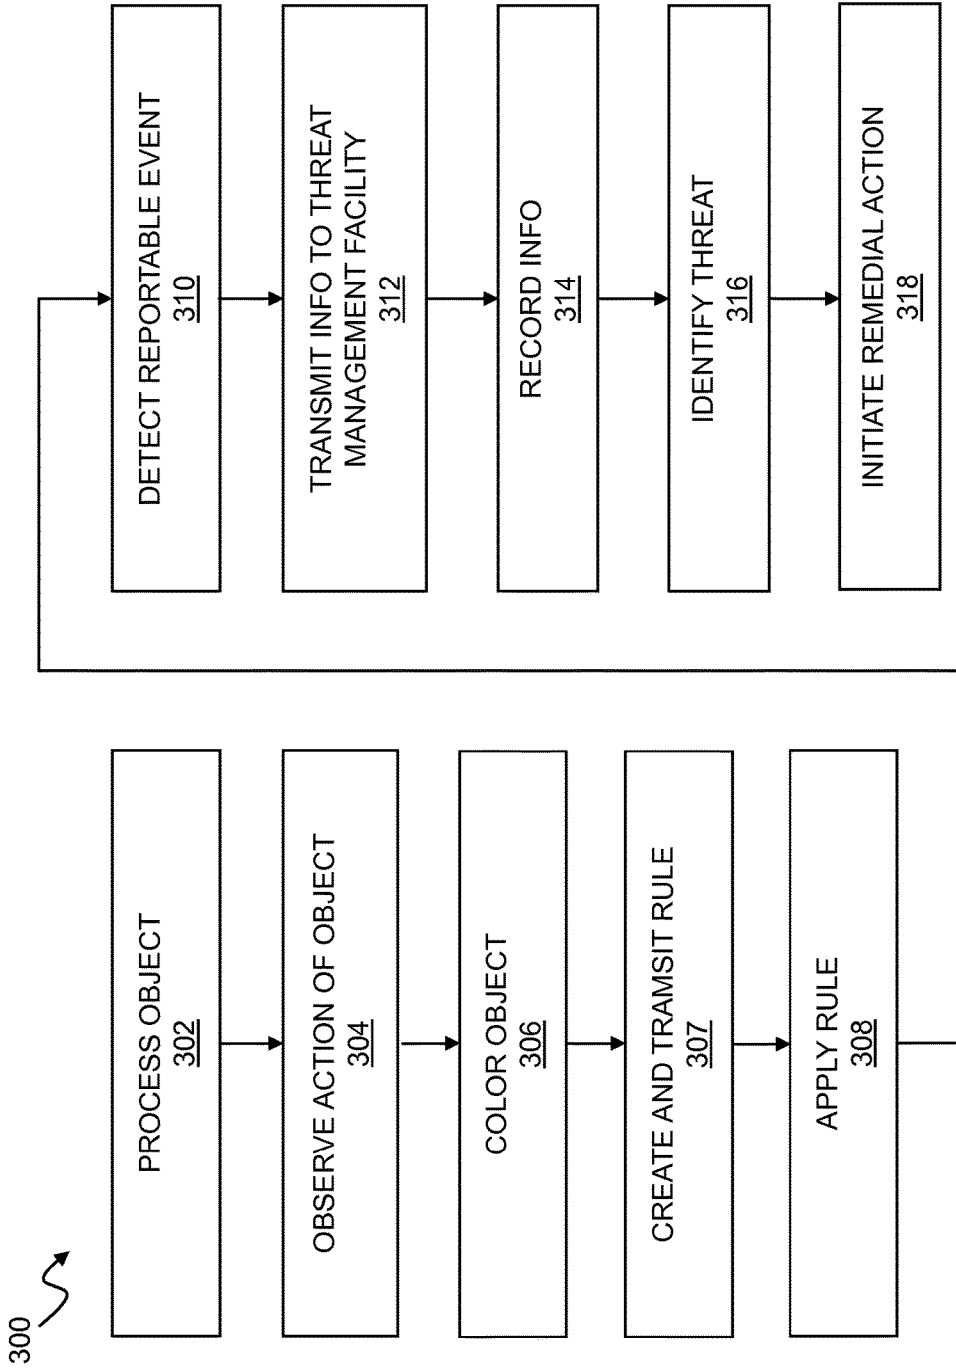 300
PROCESS OBJECT
302
OBSERVE ACTION OF OBJECT
304
COLOR OBJECT
306
CREATE AND TRAMSIT RULE
307
APPLY RULE
308
DETECT REPORTABLE EVENT
310
TRANSMIT INFO TO THREAT
MANAGEMENT FACILITY
312
RECORD INFO
314
IDENTIFY THREAT
316
INITIATE REMEDIAL ACTION
318